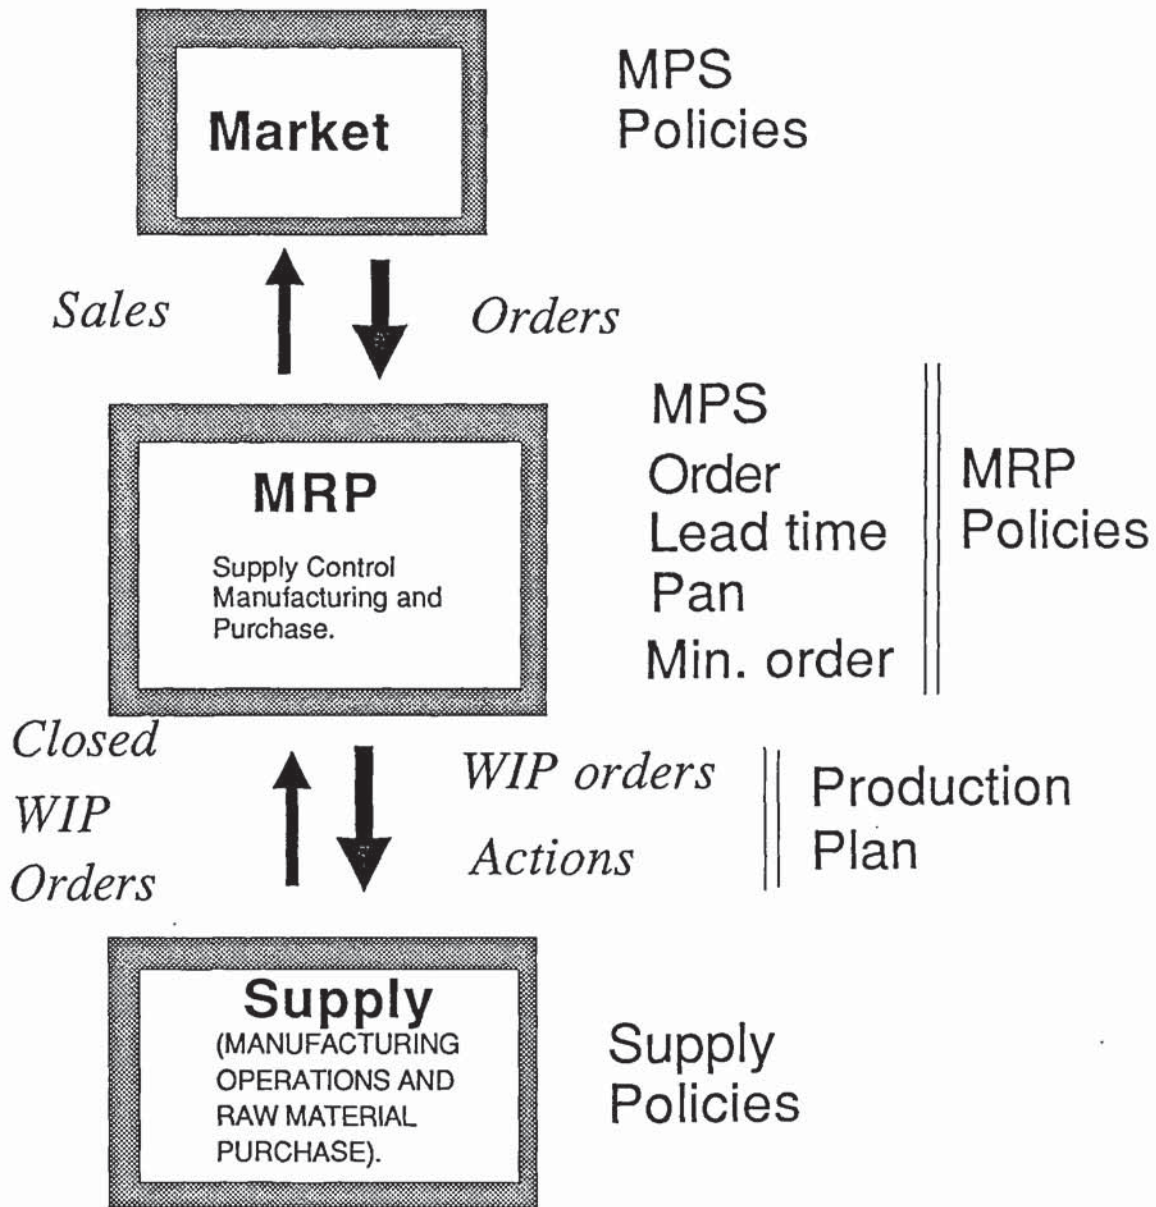 Market
MPS
Policies
Sales
Orders
MRP
Supply Control
Manufacturing and
Purchase.
MPS
Order
Lead time
Pan
Min. order
MRP
Policies
Closed
WIP
Orders
WIP orders
Actions
Production
Plan
Supply
(MANUFACTURING
OPERATIONS AND
RAW MATERIAL
PURCHASE).
Supply
Policies